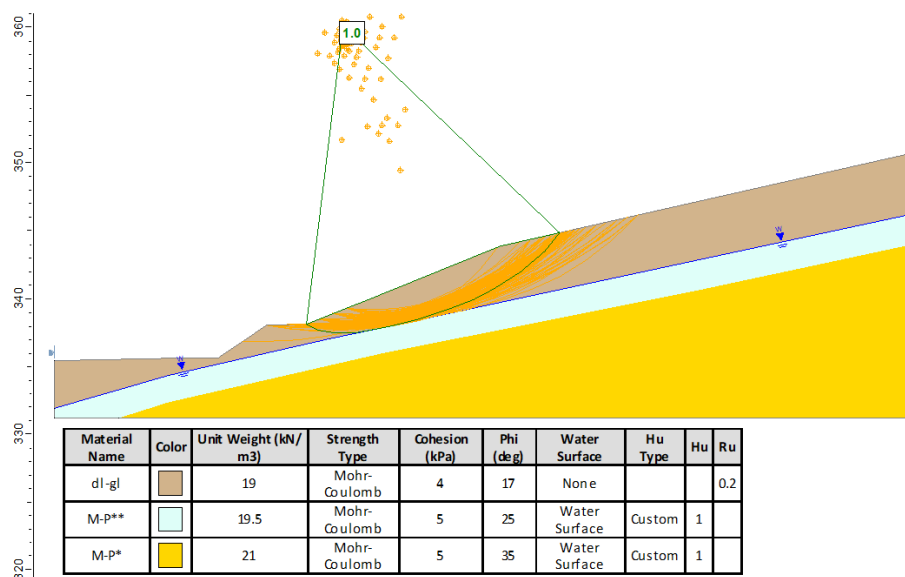 360
1.0
350
W
340
W
330
Material Name Color Unit Weight (kN/m3) Strength Type Cohesion (kPa) Phi (deg) Water Surface Hu Type Hu Ru
dl-gl 19 Mohr-Coulomb 4 17 None 0.2
M-P** 19.5 Mohr-Coulomb 5 25 Water Surface Custom 1
M-P* 21 Mohr-Coulomb 5 35 Water Surface Custom 1
320